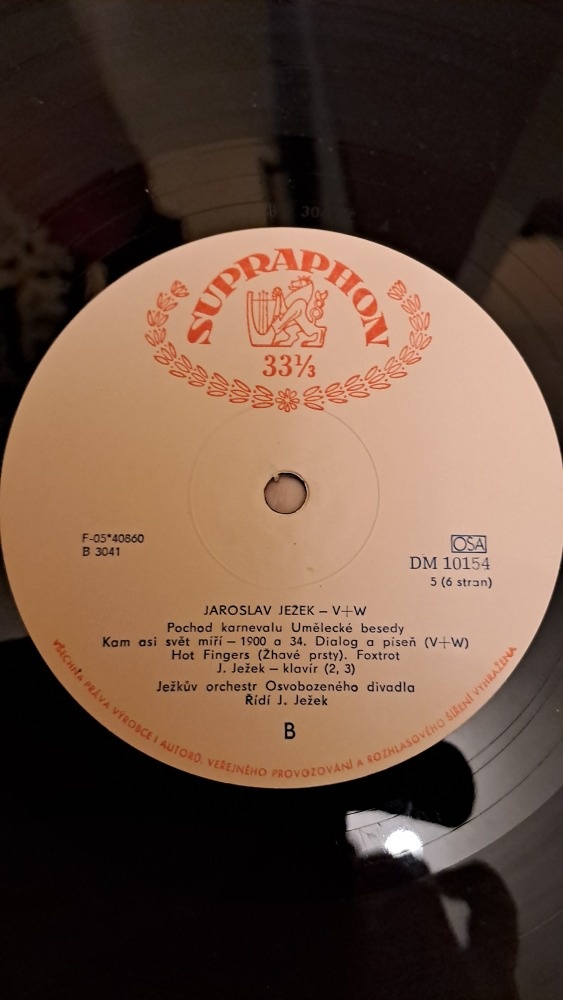 SUPRAPHON
33⅓
F-05*40860
B 3041
OSA
DM 10154
5 (6 stran)
JAROSLAV JEŽEK – V+W
Pochod karnevalu Umělecké besedy
Kam asi svět míří – 1900 a 34. Dialog a píseň (V+W)
Hot Fingers (Žhavé prsty). Foxtrot
J. Ježek – klavír (2, 3)
Ježkův orchestr Osvobozeného divadla
Řídí J. Ježek
B
VŠECHNA PRÁVA VÝROBCE I AUTORŮ, VEŘEJNÉHO PROVOZOVÁNÍ A ROZHLASOVÉHO ŠÍŘENÍ VYHRAŽENA